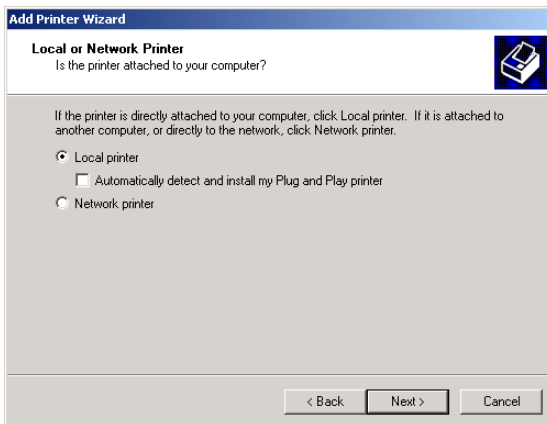 Add Printer Wizard
Local or Network Printer
Is the printer attached to your computer?
If the printer is directly attached to your computer, click Local printer. If it is attached to
another computer, or directly to the network, click Network printer.
Local printer
Automatically detect and install my Plug and Play printer
Network printer
< Back
Next >
Cancel